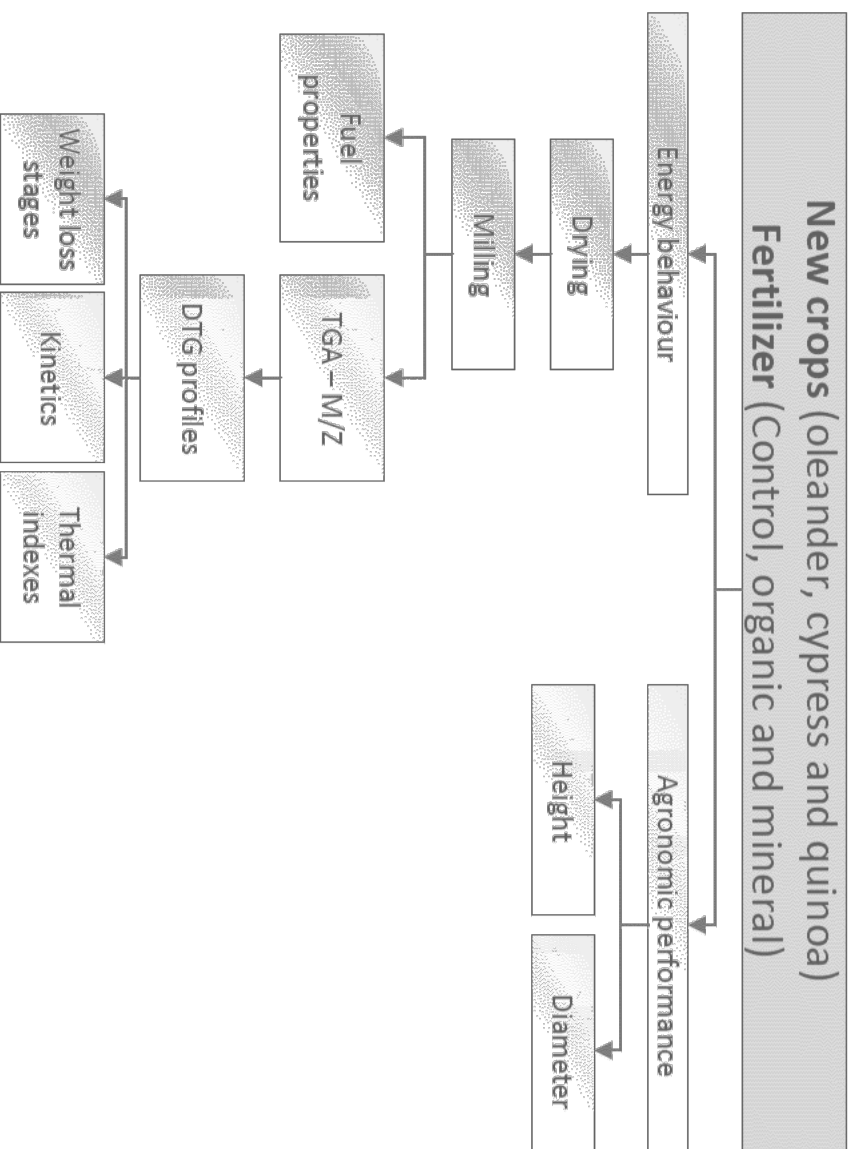 New crops (oleander, cypress and quinoa)
Fertilizer (Control, organic and mineral)
Energy behaviour
Agronomic performance
Drying
Height
Diameter
Milling
Fuel
properties
TGA – M/Z
DTG profiles
Weight loss
stages
Kinetics
Thermal
indexes